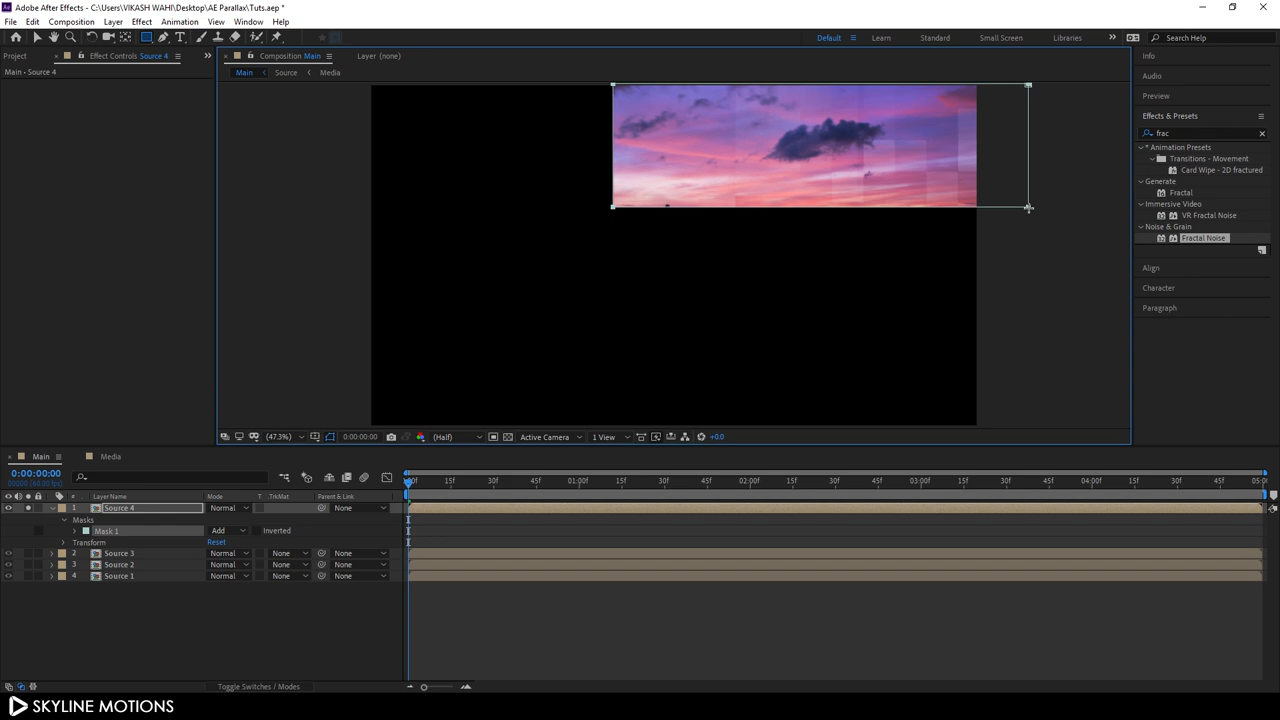 Adobe After Effects - C:\Users\VIKASH WAHI\Desktop\AE Parallax\Tuts.aep *
File Edit Composition Layer Effect Animation View Window Help
Default Learn Standard Small Screen Libraries Search Help
Project Effect Controls Source 4 Composition Main Layer (none) Info
Main • Source 4 Main Source Media Audio
Preview
Effects & Presets
frac
* Animation Presets
Transitions - Movement
Card Wipe - 2D fractured
Generate
Fractal
Immersive Video
VR Fractal Noise
Noise & Grain
Fractal Noise
Align
Character
Paragraph
(47.3%) 0:00:00:00 (Half) Active Camera 1 View +0.0
Main Media
0:00:00:00
00000 (60.00 fps)
:00f 15f 30f 45f 01:00f 15f 30f 45f 02:00f 15f 30f 45f 03:00f 15f 30f 45f 04:00f 15f 30f 45f 05:0
# Layer Name Mode T .TrkMat Parent & Link
1 Source 4 Normal None
Masks
Mask 1 Add Inverted
Transform Reset
2 Source 3 Normal None None
3 Source 2 Normal None None
4 Source 1 Normal None None
Toggle Switches / Modes
SKYLINE MOTIONS